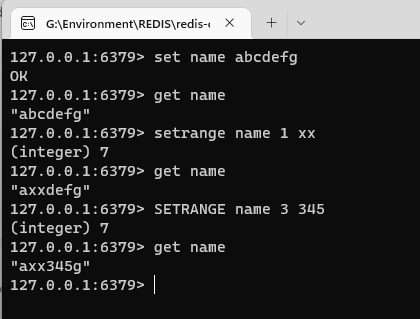 G:\Environment\REDIS\redis-c
127.0.0.1:6379> set name abcdefg
OK
127.0.0.1:6379> get name
"abcdefg"
127.0.0.1:6379> setrange name 1 xx
(integer) 7
127.0.0.1:6379> get name
"axxdefg"
127.0.0.1:6379> SETRANGE name 3 345
(integer) 7
127.0.0.1:6379> get name
"axx345g"
127.0.0.1:6379>